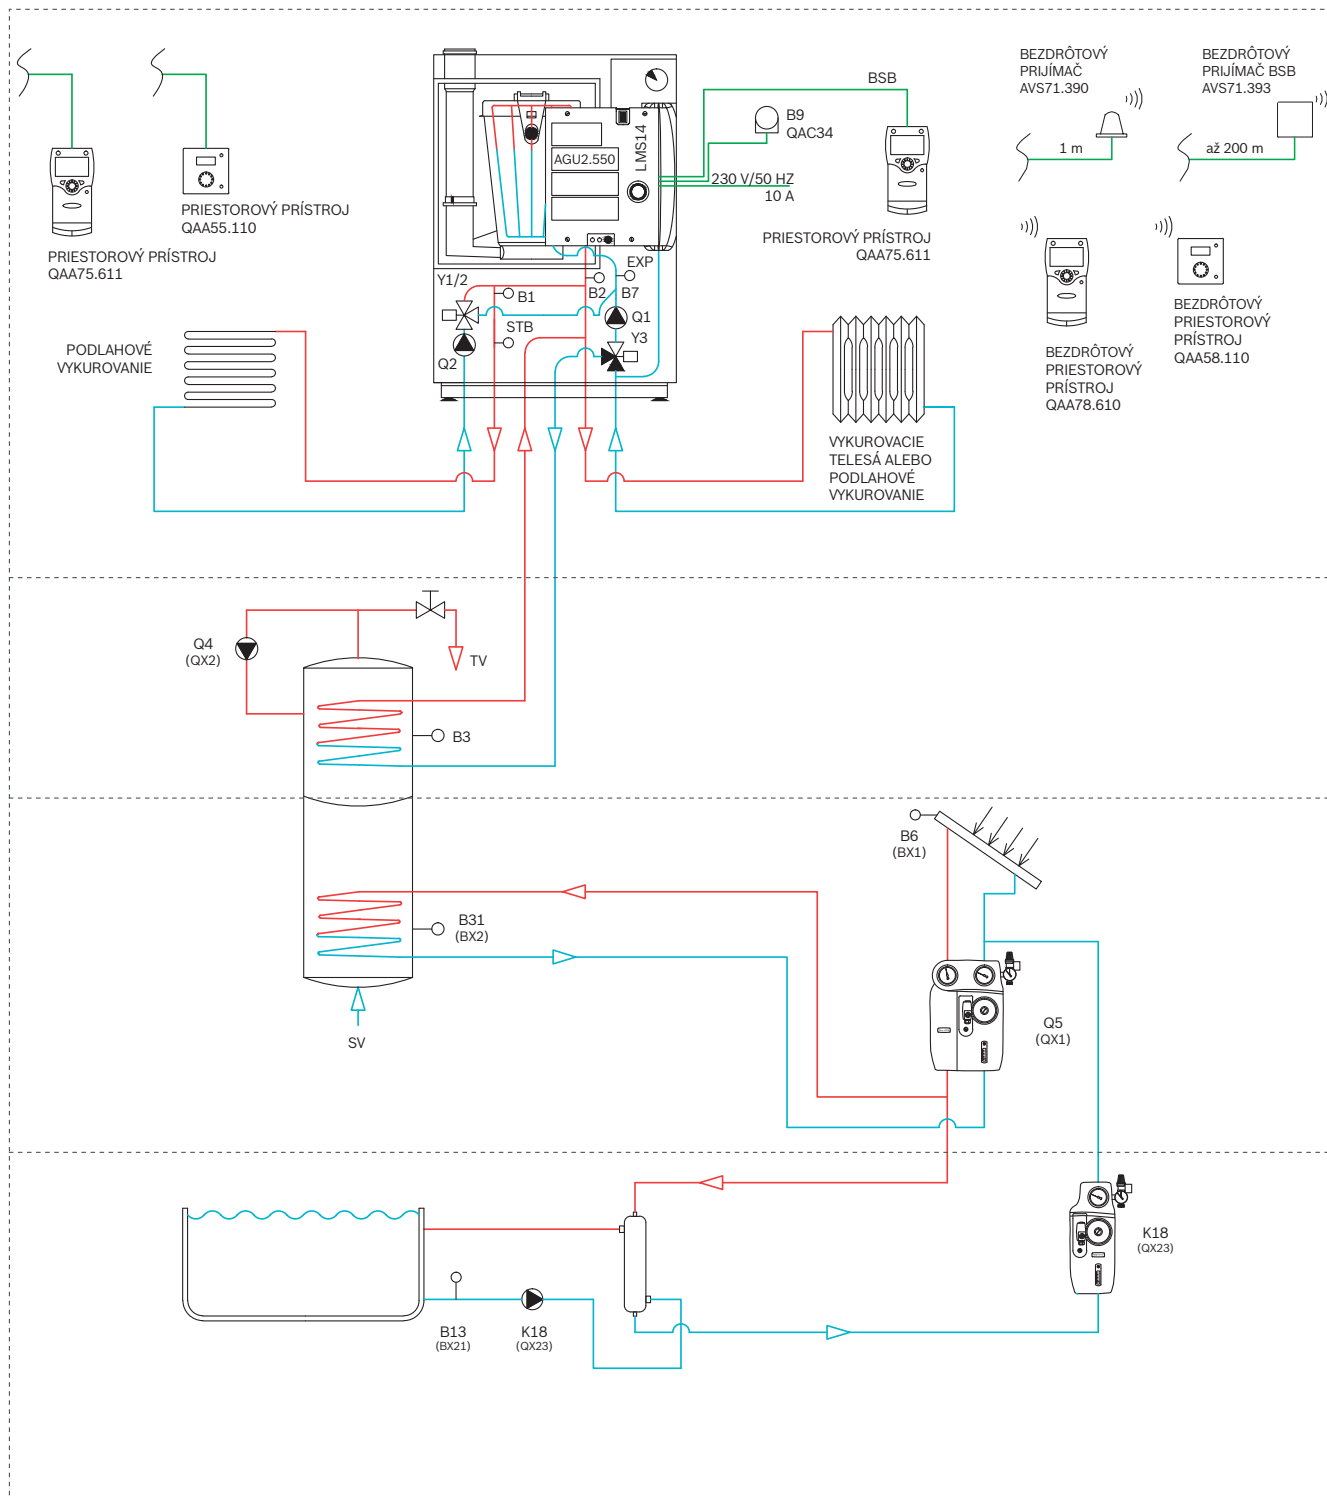 BEZDRÔTOVÝ
PRIJÍMAČ
AVS71.390
BEZDRÔTOVÝ
PRIJÍMAČ BSB
AVS71.393
BSB
B9
QAC34
LMS14
AGU2.550
1 m
až 200 m
230 V/50 HZ
10 A
PRIESTOROVÝ PRÍSTROJ
QAA55.110
PRIESTOROVÝ PRÍSTROJ
QAA75.611
PRIESTOROVÝ PRÍSTROJ
QAA75.611
Y1/2
EXP
B1
B2
B7
STB
Q1
Q2
Y3
PODLAHOVÉ
VYKUROVANIE
BEZDRÔTOVÝ
PRIESTOROVÝ
PRÍSTROJ
QAA58.110
BEZDRÔTOVÝ
PRIESTOROVÝ
PRÍSTROJ
QAA78.610
VYKUROVACIE
TELESÁ ALEBO
PODLAHOVÉ
VYKUROVANIE
Q4
(QX2)
TV
B3
B6
(BX1)
B31
(BX2)
SV
Q5
(QX1)
K18
(QX23)
B13
(BX21)
K18
(QX23)